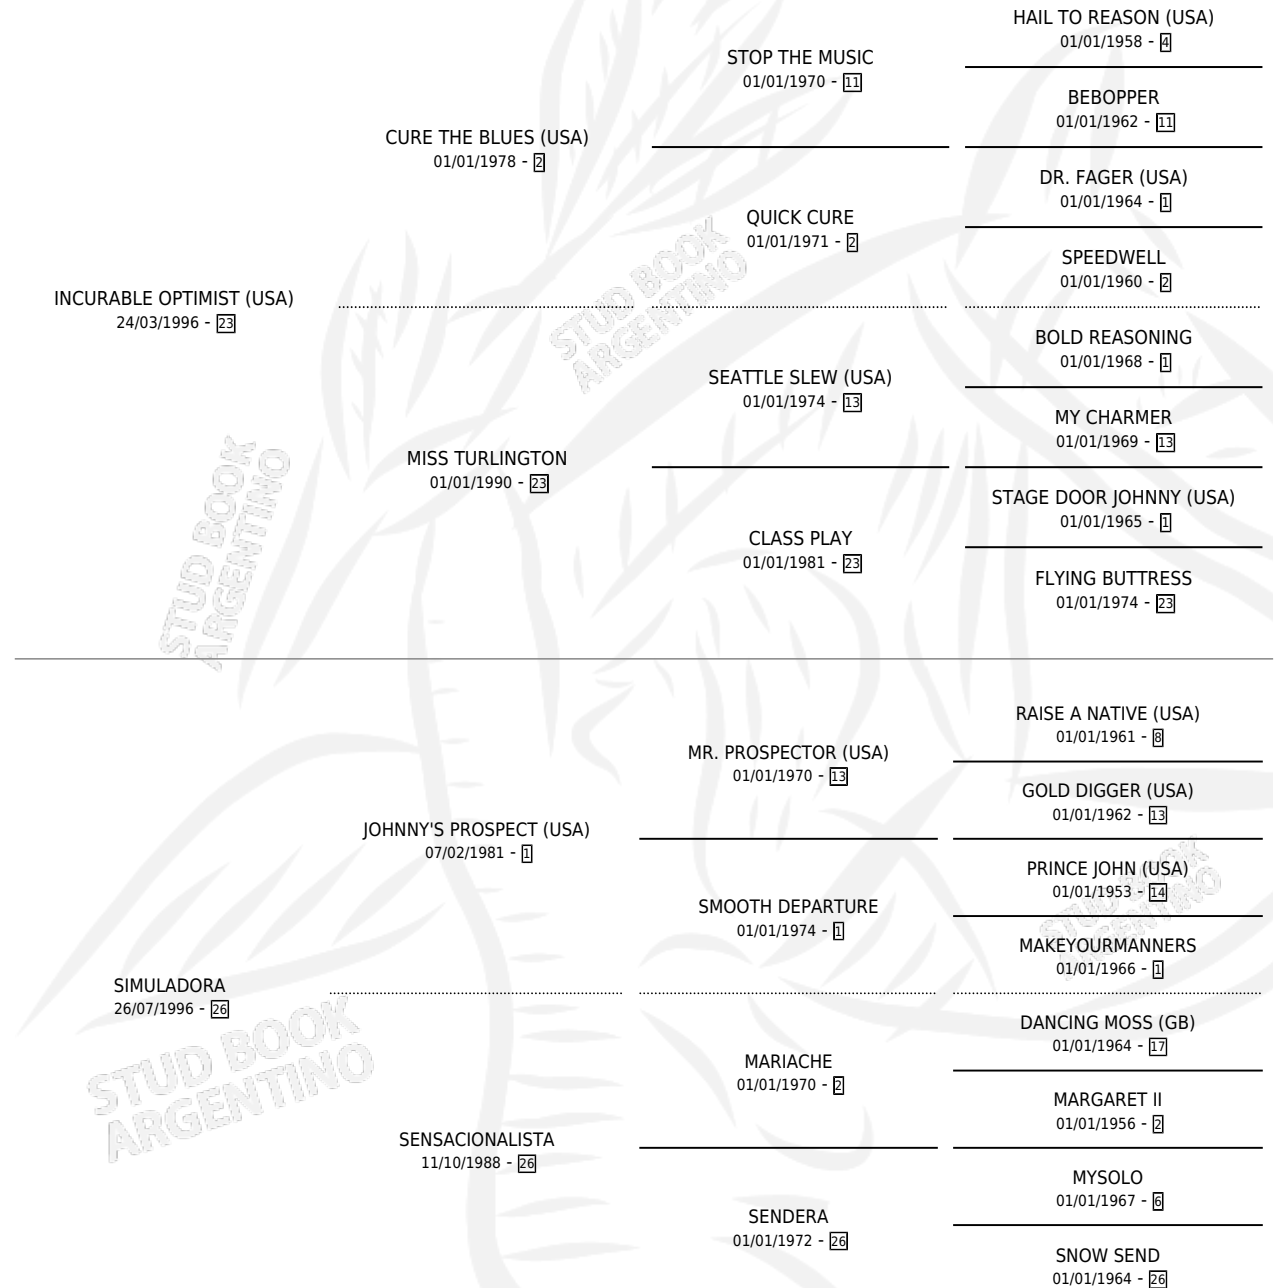 HAIL TO REASON (USA)
01/01/1958 - 4
STOP THE MUSIC
01/01/1970 - 11
BEBOPPER
01/01/1962 - 11
CURE THE BLUES (USA)
01/01/1978 - 2
DR. FAGER (USA)
01/01/1964 - 1
QUICK CURE
01/01/1971 - 2
SPEEDWELL
01/01/1960 - 2
INCURABLE OPTIMIST (USA)
24/03/1996 - 23
BOLD REASONING
01/01/1968 - 1
SEATTLE SLEW (USA)
01/01/1974 - 13
MY CHARMER
01/01/1969 - 13
MISS TURLINGTON
01/01/1990 - 23
STAGE DOOR JOHNNY (USA)
01/01/1965 - 1
CLASS PLAY
01/01/1981 - 23
FLYING BUTTRESS
01/01/1974 - 23
RAISE A NATIVE (USA)
01/01/1961 - 8
MR. PROSPECTOR (USA)
01/01/1970 - 13
GOLD DIGGER (USA)
01/01/1962 - 13
JOHNNY'S PROSPECT (USA)
07/02/1981 - 1
PRINCE JOHN (USA)
01/01/1953 - 14
SMOOTH DEPARTURE
01/01/1974 - 1
MAKEYOURMANNERS
01/01/1966 - 1
SIMULADORA
26/07/1996 - 26
DANCING MOSS (GB)
01/01/1964 - 17
MARIACHE
01/01/1970 - 2
MARGARET II
01/01/1956 - 2
SENSACIONALISTA
11/10/1988 - 26
MYSOLO
01/01/1967 - 6
SENDERA
01/01/1972 - 26
SNOW SEND
01/01/1964 - 26
STUD BOOK
ARGENTINO
STUD BOOK
ARGENTINO
STUD BOOK
ARGENTINO
STUD BOOK
ARGENTINO